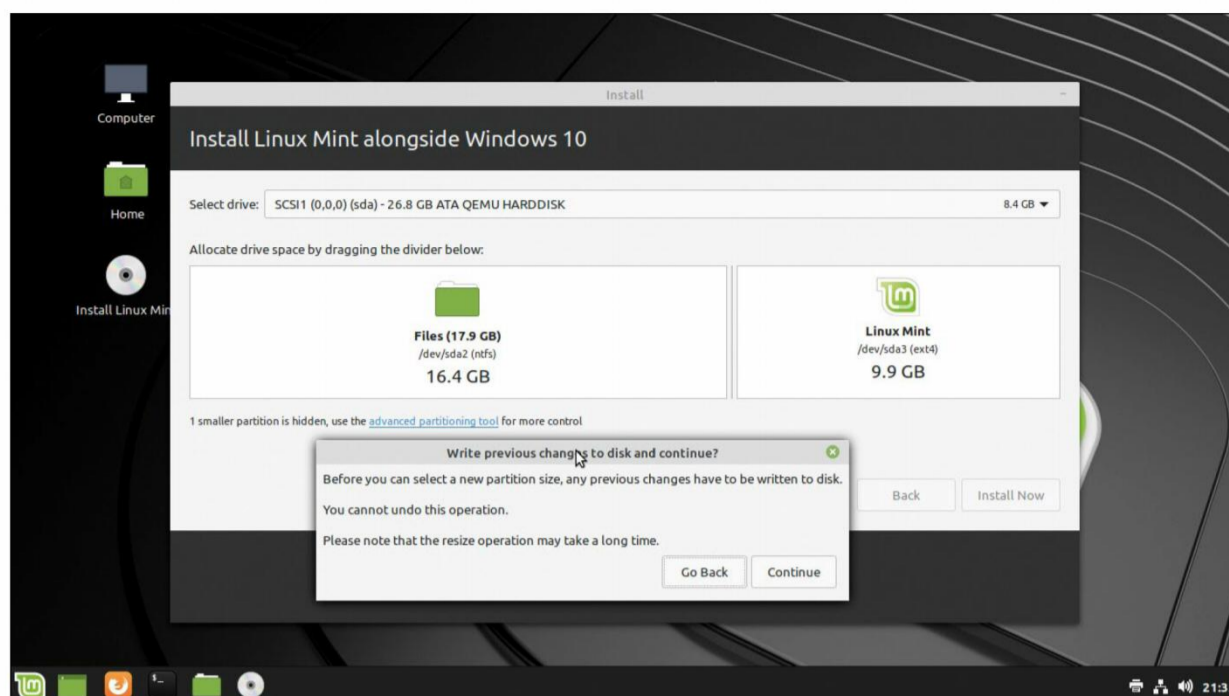 Computer
Home
Install Linux Min
Install
Install Linux Mint alongside Windows 10
Select drive: SCSI1 (0,0,0) (sda) - 26.8 GB ATA QEMU HARDDISK 8.4 GB
Allocate drive space by dragging the divider below:
Files (17.9 GB)
/dev/sda2 (ntfs)
16.4 GB
Linux Mint
/dev/sda3 (ext4)
9.9 GB
1 smaller partition is hidden, use the advanced partitioning tool for more control
Write previous changes to disk and continue?
Before you can select a new partition size, any previous changes have to be written to disk.
You cannot undo this operation.
Please note that the resize operation may take a long time.
Go Back Continue
Back Install Now